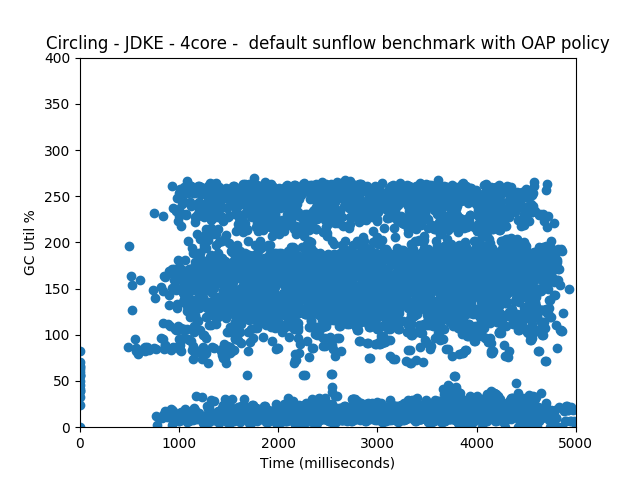 Circling - JDKE - 4core -  default sunflow benchmark with OAP policy
400
350
300
250
200
150
100
50
0
GC Util %
0 1000 2000 3000 4000 5000
Time (milliseconds)